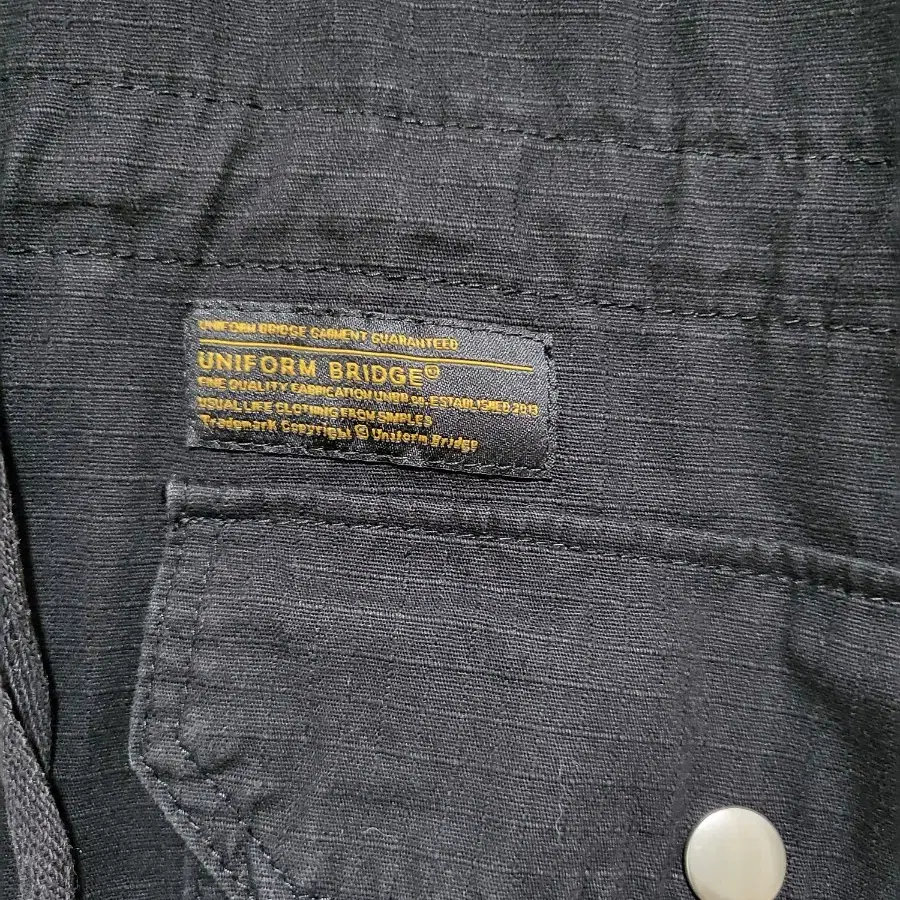 UNIFORM BRIDGE GARMENT GUARANTEED
UNIFORM BRIDGE®
FINE QUALITY FABRICATION UNBR CO. ESTABLISHED 2013
USUAL LIFE CLOTHING FROM SIMPLES
Trademark Copyright © Uniform Bridge